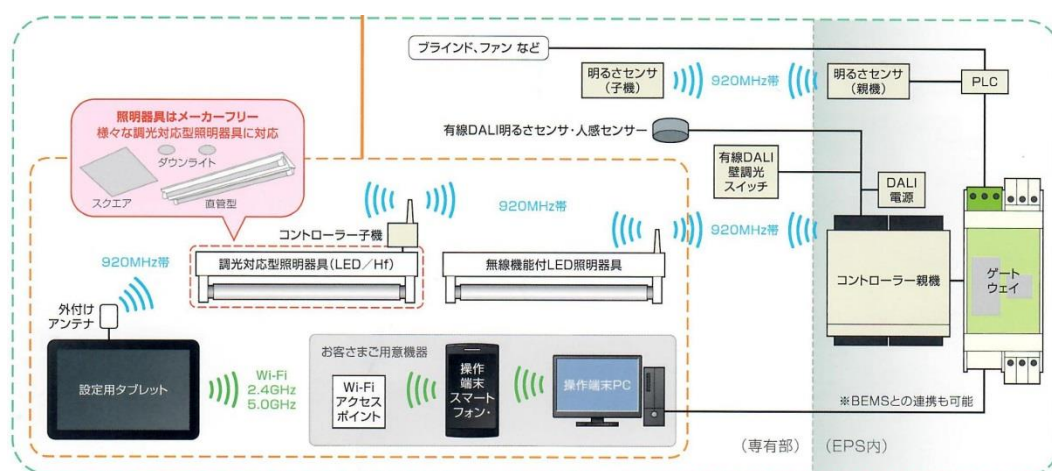 ブラインド、ファン など
明るさセンサ
(子機)
920MHz帯
明るさセンサ
(親機)
PLC
照明器具はメーカーフリー
様々な調光対応型照明器具に対応
ダウンライト
スクエア
直管型
有線DALI明るさセンサ・人感センサー
有線DALI
壁調光
スイッチ
DALI
電源
920MHz帯
920MHz帯
コントローラー子機
920MHz帯
調光対応型照明器具(LED/Hf)
無線機能付LED照明器具
コントローラー親機
ゲート
ウェイ
外付け
アンテナ
設定用タブレット
Wi-Fi
2.4GHz
5.0GHz
お客さまご用意機器
Wi-Fi
アクセス
ポイント
操作
端末
スマート
フォン・
操作端末PC
※BEMSとの連携も可能
(専有部)
(EPS内)